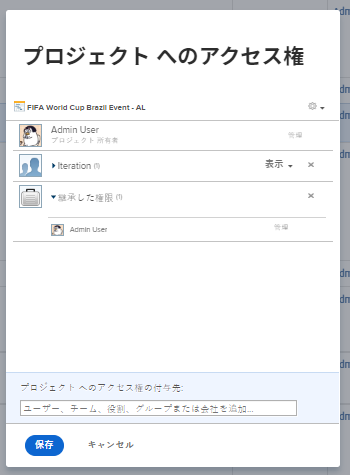 プロジェクト へのアクセス権
FIFA World Cup Brazil Event - AL
Admin User
プロジェクト 所有者
管理
Iteration (1)
表示
継承した権限 (1)
Admin User
管理
プロジェクト へのアクセス権の付与先:
ユーザー、チーム、役割、グループまたは会社を追加...
保存
キャンセル